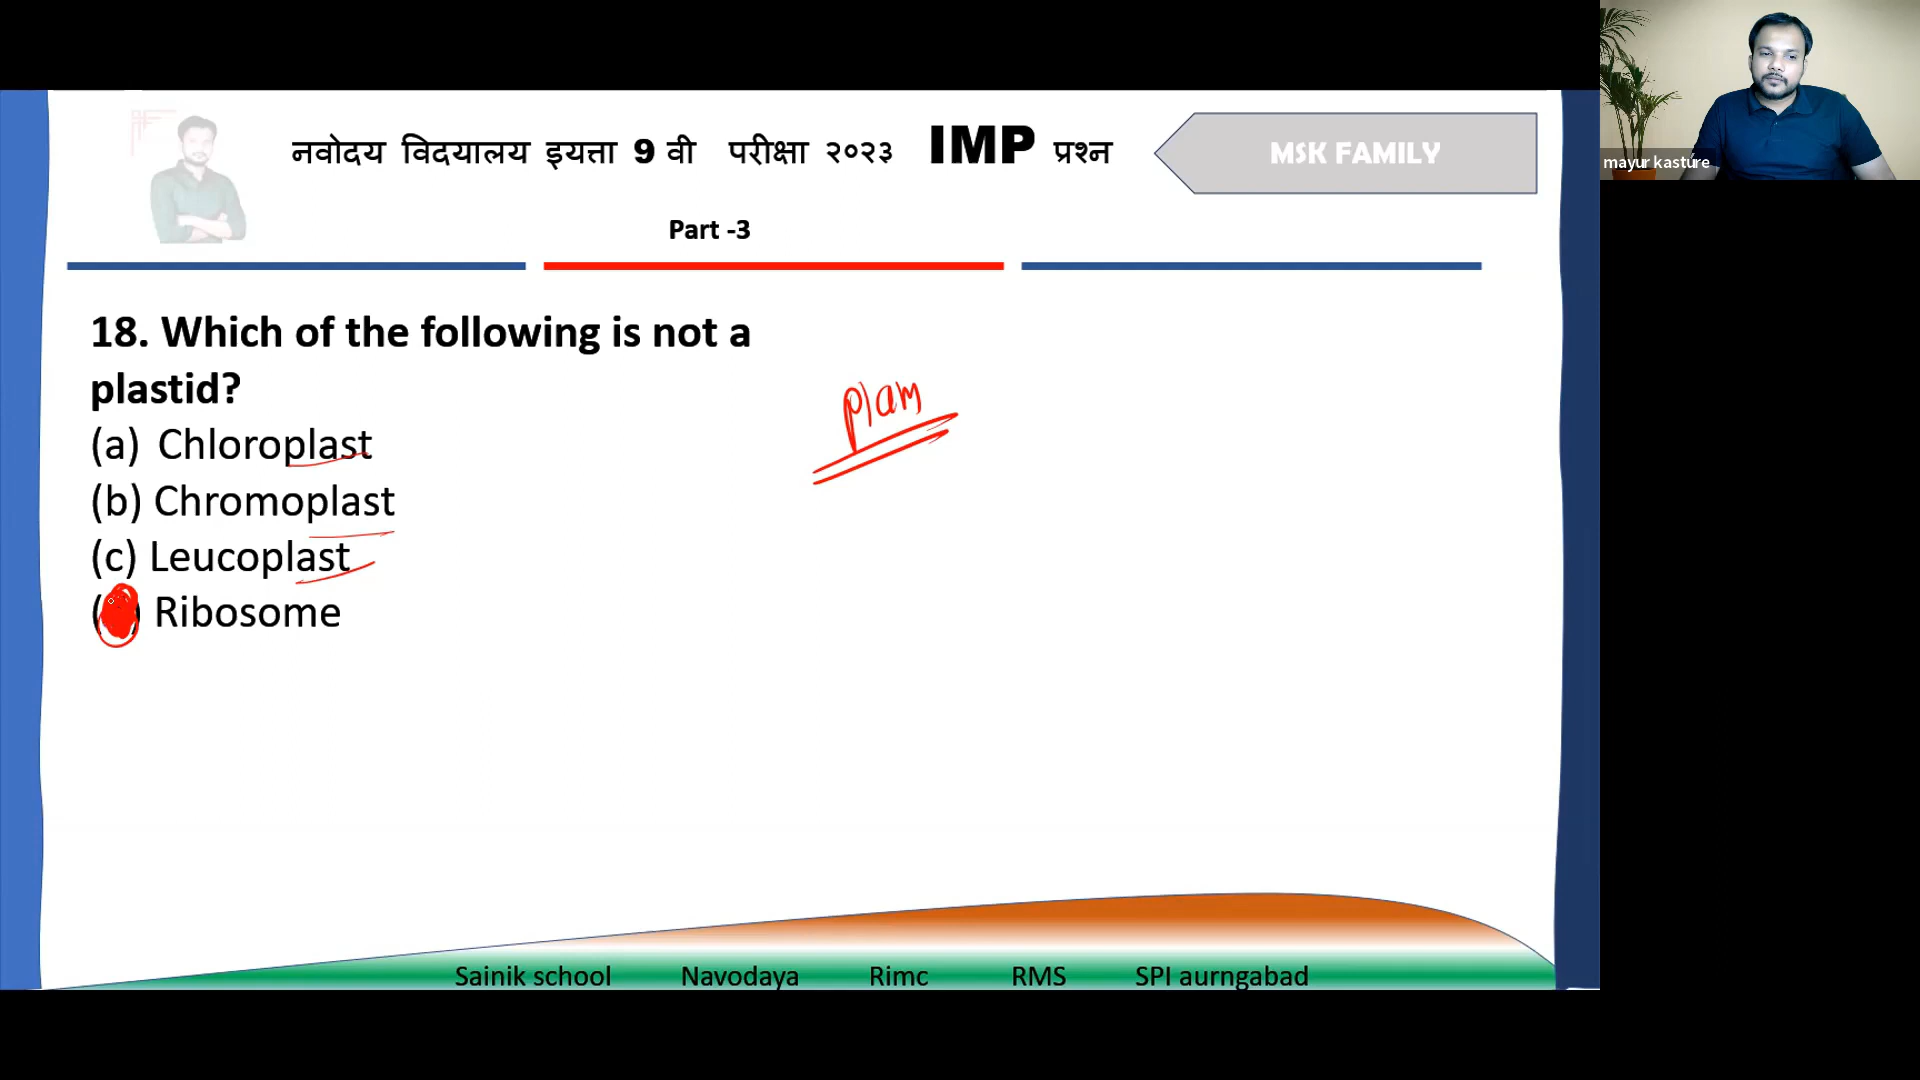 नवोदय विदयालय इयत्ता 9 वी परीक्षा २०२३ IMP प्रश्न
MSK FAMILY
mayur kasture
Part -3
18. Which of the following is not a
plastid?
(a) Chloroplast
(b) Chromoplast
(c) Leucoplast
Ribosome
Sainik school Navodaya Rimc RMS SPI aurngabad